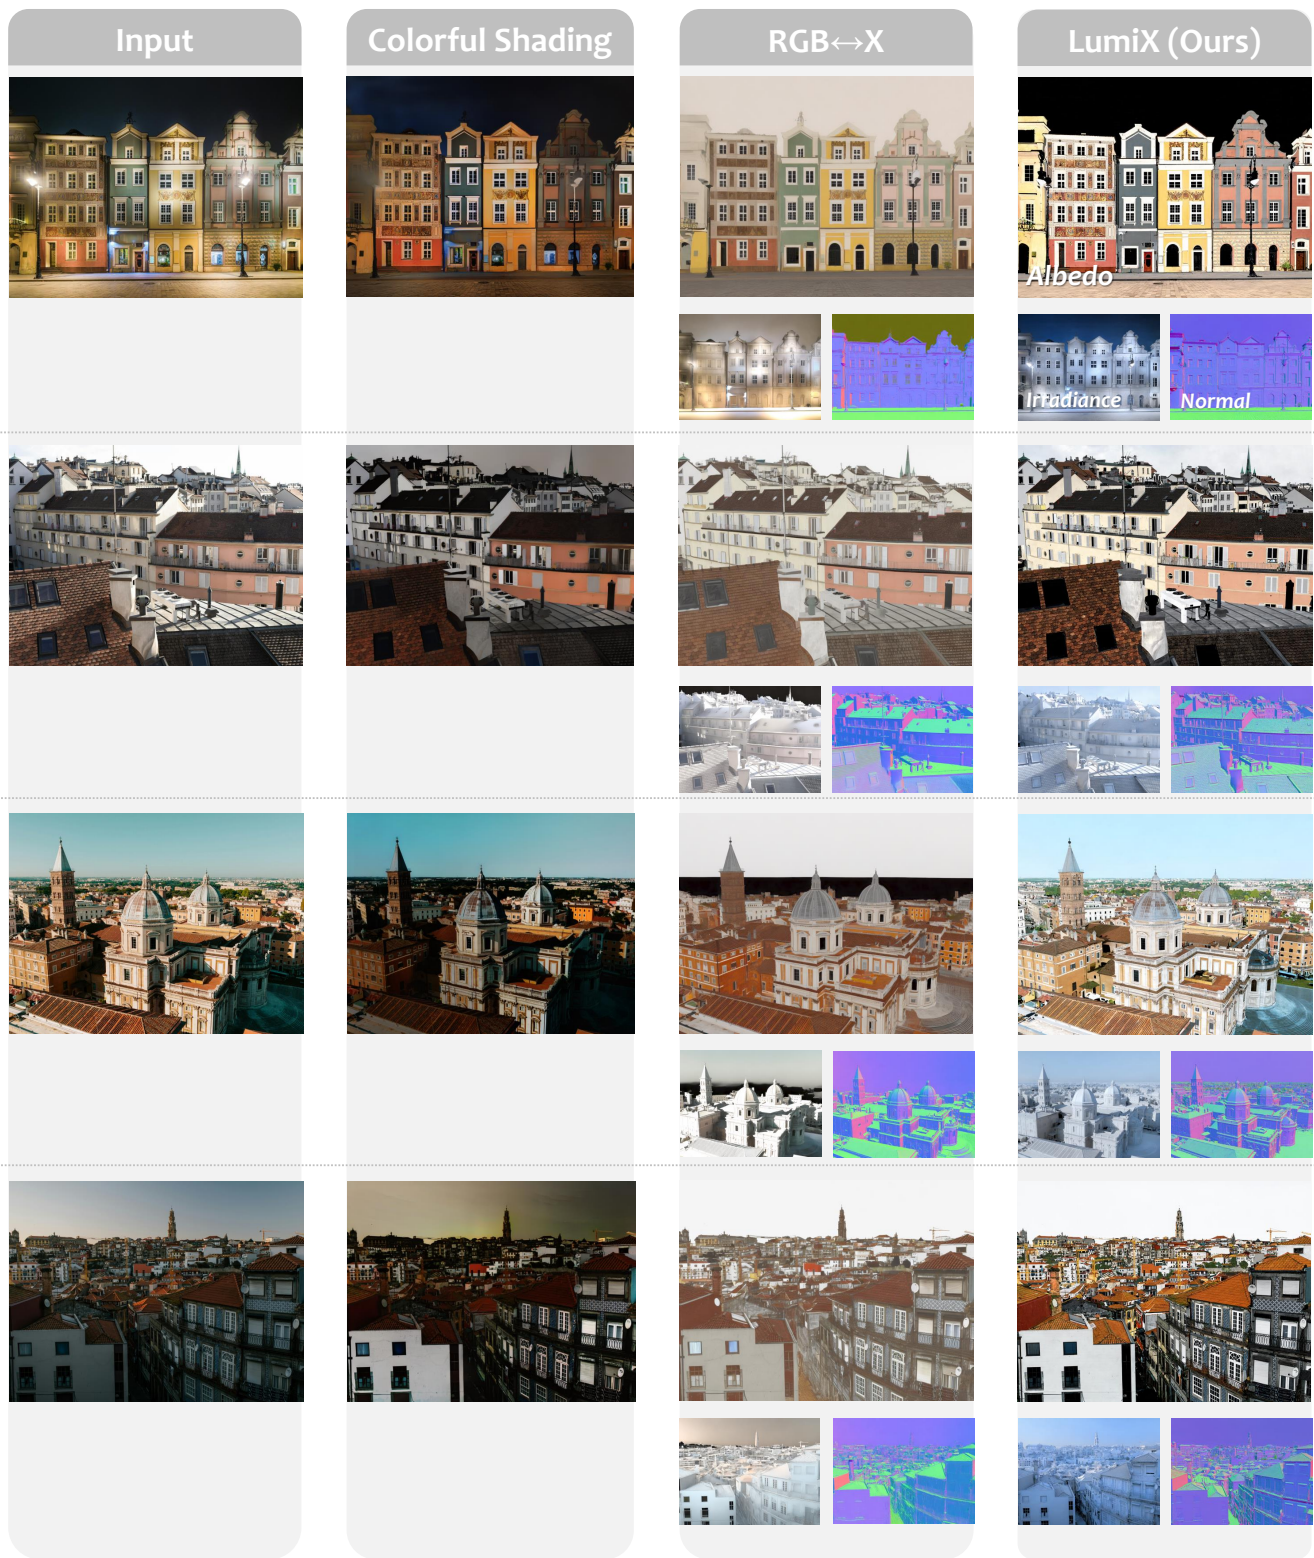 Input
Colorful Shading
RGB↔X
LumiX (Ours)
Albedo
Irradiance
Normal